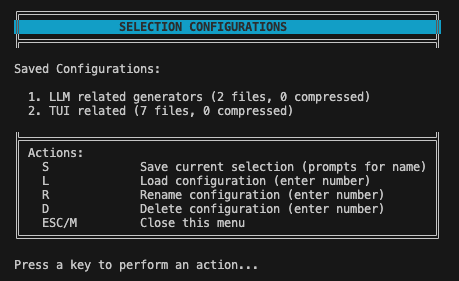 SELECTION CONFIGURATIONS
Saved Configurations:
1. LLM related generators (2 files, 0 compressed)
2. TUI related (7 files, 0 compressed)
Actions:
S Save current selection (prompts for name)
L Load configuration (enter number)
R Rename configuration (enter number)
D Delete configuration (enter number)
ESC/M Close this menu
Press a key to perform an action...